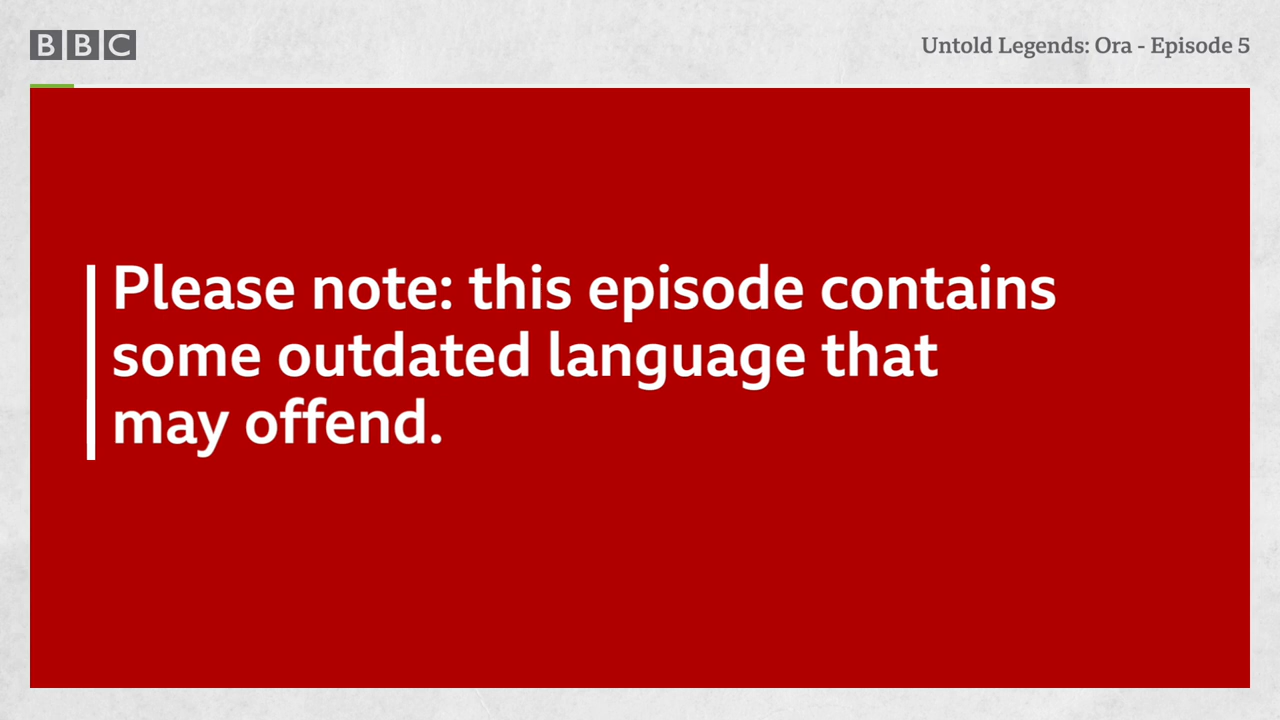 BBC
Untold Legends: Ora - Episode 5
Please note: this episode contains
some outdated language that
may offend.